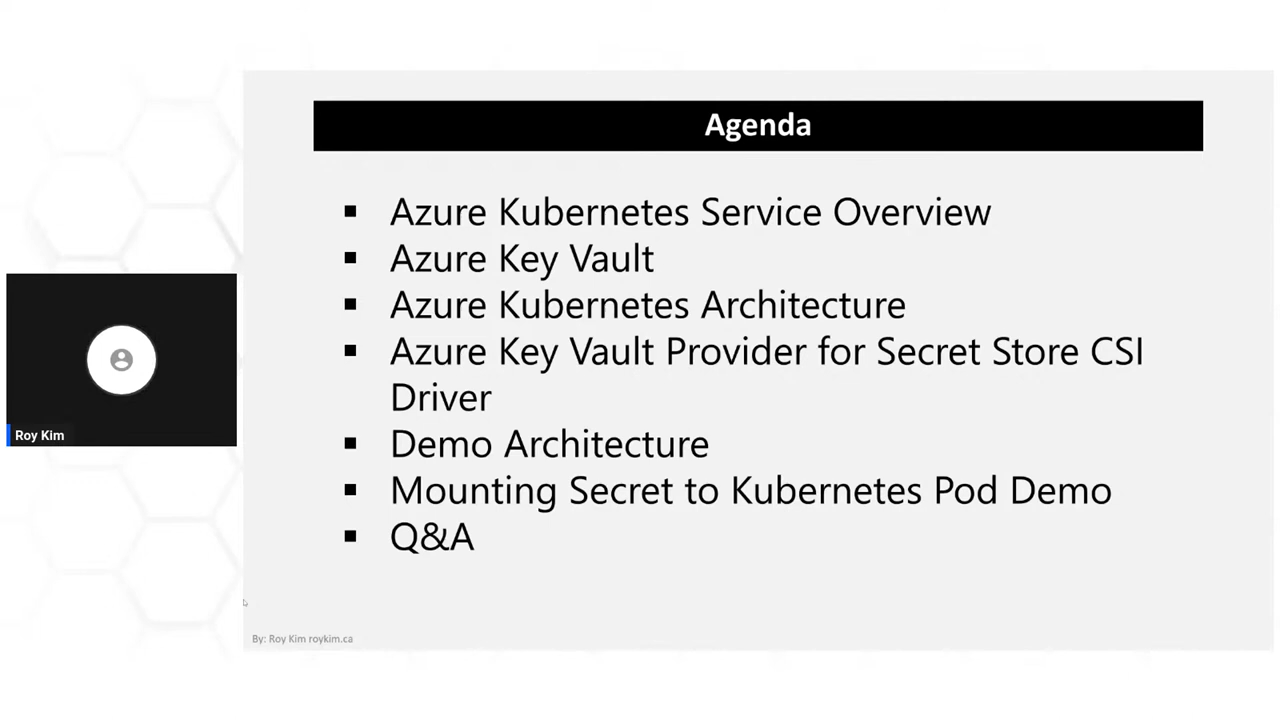 Agenda
▪ Azure Kubernetes Service Overview
▪ Azure Key Vault
▪ Azure Kubernetes Architecture
▪ Azure Key Vault Provider for Secret Store CSI
Driver
▪ Demo Architecture
▪ Mounting Secret to Kubernetes Pod Demo
▪ Q&A
Roy Kim
By: Roy Kim roykim.ca